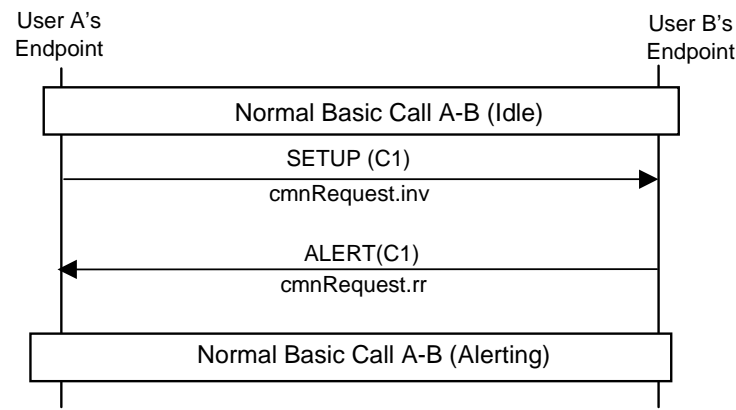 User A's
Endpoint
User B's
Endpoint
Normal Basic Call A-B (Idle)
SETUP (C1)
cmnRequest.inv
ALERT(C1)
cmnRequest.rr
Normal Basic Call A-B (Alerting)